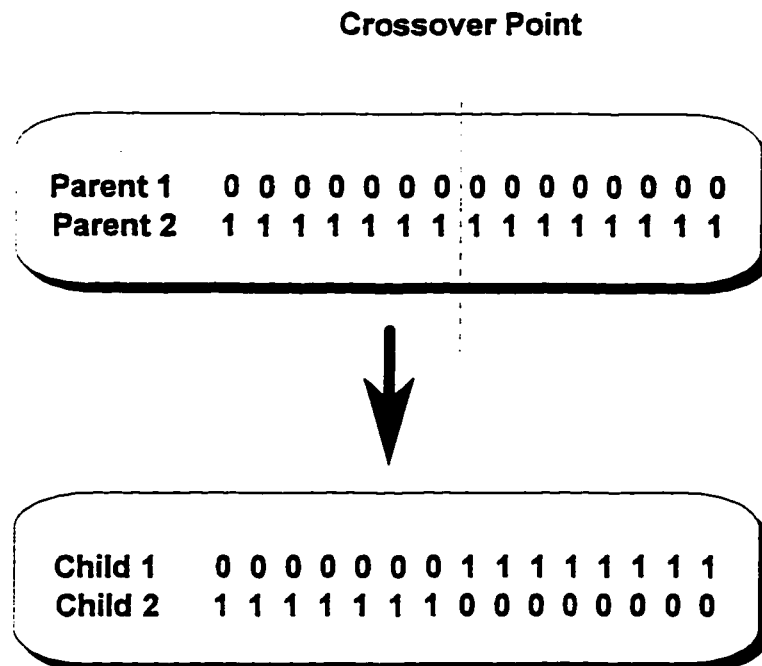 Crossover Point
Parent 1 0 0 0 0 0 0 0 0 0 0 0 0 0 0 0
Parent 2 1 1 1 1 1 1 1 1 1 1 1 1 1 1 1
Child 1 0 0 0 0 0 0 0 1 1 1 1 1 1 1 1
Child 2 1 1 1 1 1 1 1 0 0 0 0 0 0 0 0